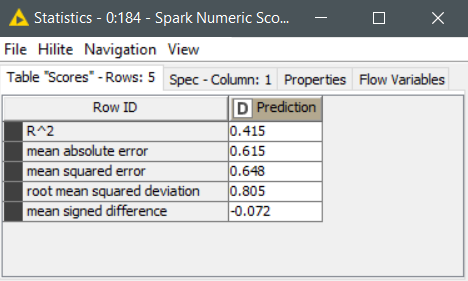 Statistics - 0:184 - Spark Numeric Sco...
File Hilite Navigation View
Table "Scores" - Rows: 5 Spec - Column: 1 Properties Flow Variables
Row ID D Prediction
R^2 0.415
mean absolute error 0.615
mean squared error 0.648
root mean squared deviation 0.805
mean signed difference -0.072